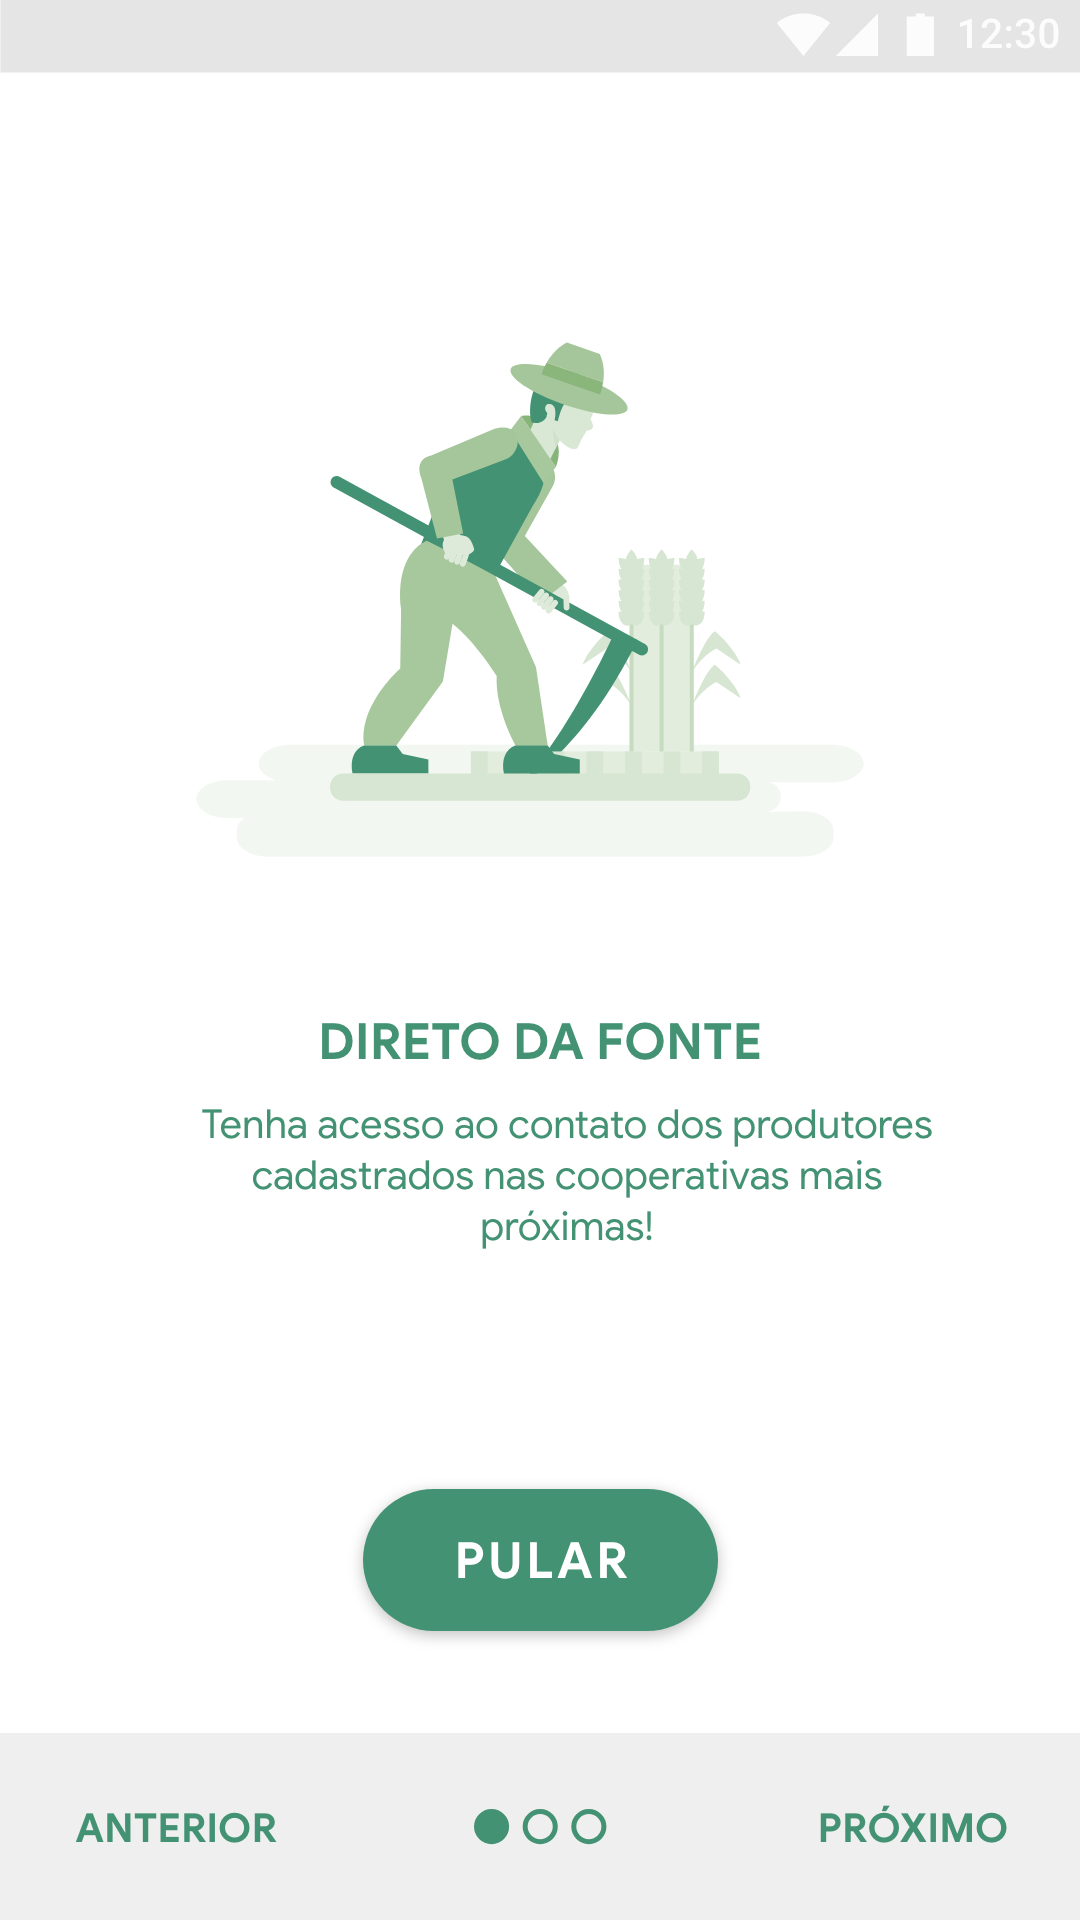 12:30
DIRETO DA FONTE
Tenha acesso ao contato dos produtores
cadastrados nas cooperativas mais
próximas!
PULAR
ANTERIOR
PRÓXIMO